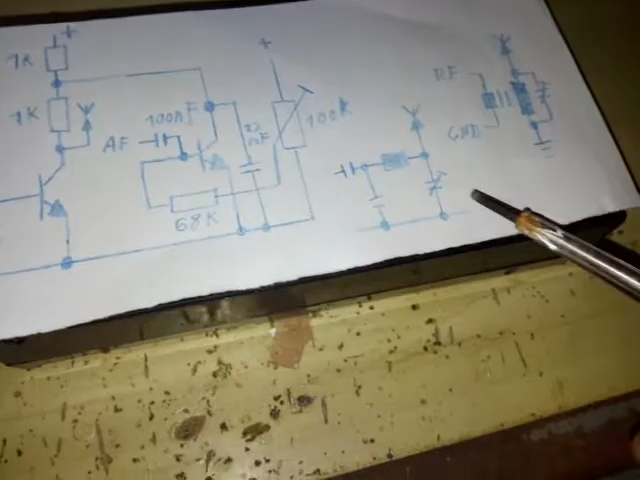 +
1K
1K
100nF
AF
22
nF
68K
+
100K
RF
GND